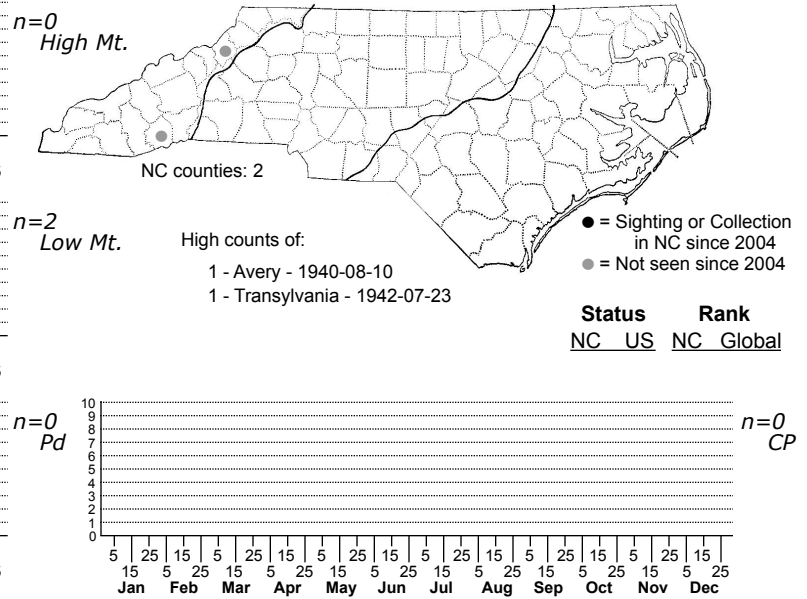 n=0
High Mt.
NC counties: 2
n=2
Low Mt.
High counts of:
1 - Avery - 1940-08-10
1 - Transylvania - 1942-07-23
● = Sighting or Collection
in NC since 2004
● = Not seen since 2004
Status Rank
NC US NC Global
n=0
Pd
10
9
8
7
6
5
4
3
2
1
0
n=0
CP
5 25 15 5 25 15 5 25 15 5 25 15 5 25 15 5 25 15
15 5 25 15 5 25 15 5 25 15 5 25 15 5 25 15 5 25
Jan Feb Mar Apr May Jun Jul Aug Sep Oct Nov Dec